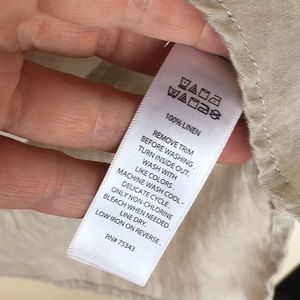 100% LINEN
REMOVE TRIM
BEFORE WASHING.
TURN INSIDE OUT.
WASH WITH
LIKE COLORS
MACHINE WASH COOL -
DELICATE CYCLE.
ONLY NON-CHLORINE
BLEACH WHEN NEEDED.
LINE DRY.
LOW IRON ON REVERSE.
RN# 75343